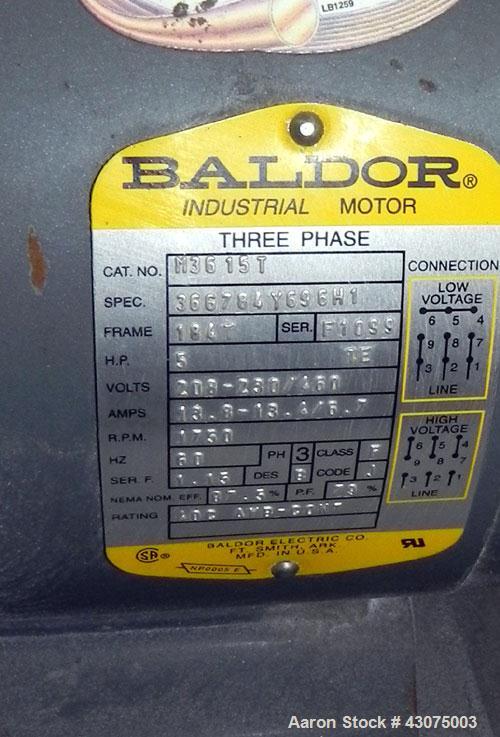 LB1259
BALDOR®
INDUSTRIAL MOTOR
THREE PHASE
CAT. NO. M3615T
SPEC. 36G784Y696H1
FRAME 184T SER. F1099
H.P. 5 TE
VOLTS 208-230/460
AMPS 13.8-13.4/6.7
R.P.M. 1750
HZ 60 PH 3 CLASS F
SER. F. 1.15 DES B CODE J
NEMA NOM. EFF. 87.5 % P.F. 79 %
RATING 40C AMB-CONT
CONNECTION
LOW
VOLTAGE
6 5 4
9 8 7
3 2 1
LINE
HIGH
VOLTAGE
6 5 4
9 8 7
3 2 1
LINE
BALDOR ELECTRIC CO.
FT. SMITH, ARK.
MFD. IN U.S.A.
NP0005 E
Aaron Stock # 43075003